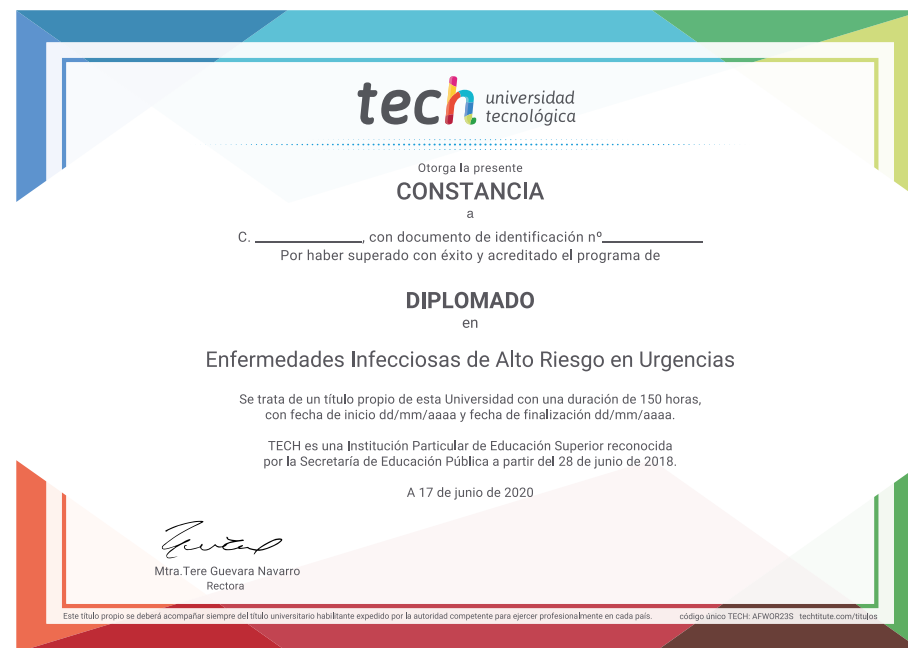 tech universidad
tecnológica
Otorga la presente
CONSTANCIA
a
C. ____________, con documento de identificación nº____________
Por haber superado con éxito y acreditado el programa de
DIPLOMADO
en
Enfermedades Infecciosas de Alto Riesgo en Urgencias
Se trata de un título propio de esta Universidad con una duración de 150 horas,
con fecha de inicio dd/mm/aaaa y fecha de finalización dd/mm/aaaa.
TECH es una Institución Particular de Educación Superior reconocida
por la Secretaría de Educación Pública a partir del 28 de junio de 2018.
A 17 de junio de 2020
Mtra.Tere Guevara Navarro
Rectora
Este título propio se deberá acompañar siempre del título universitario habilitante expedido por la autoridad competente para ejercer profesionalmente en cada país. código único TECH: AFWOR23S techtitute.com/titulos